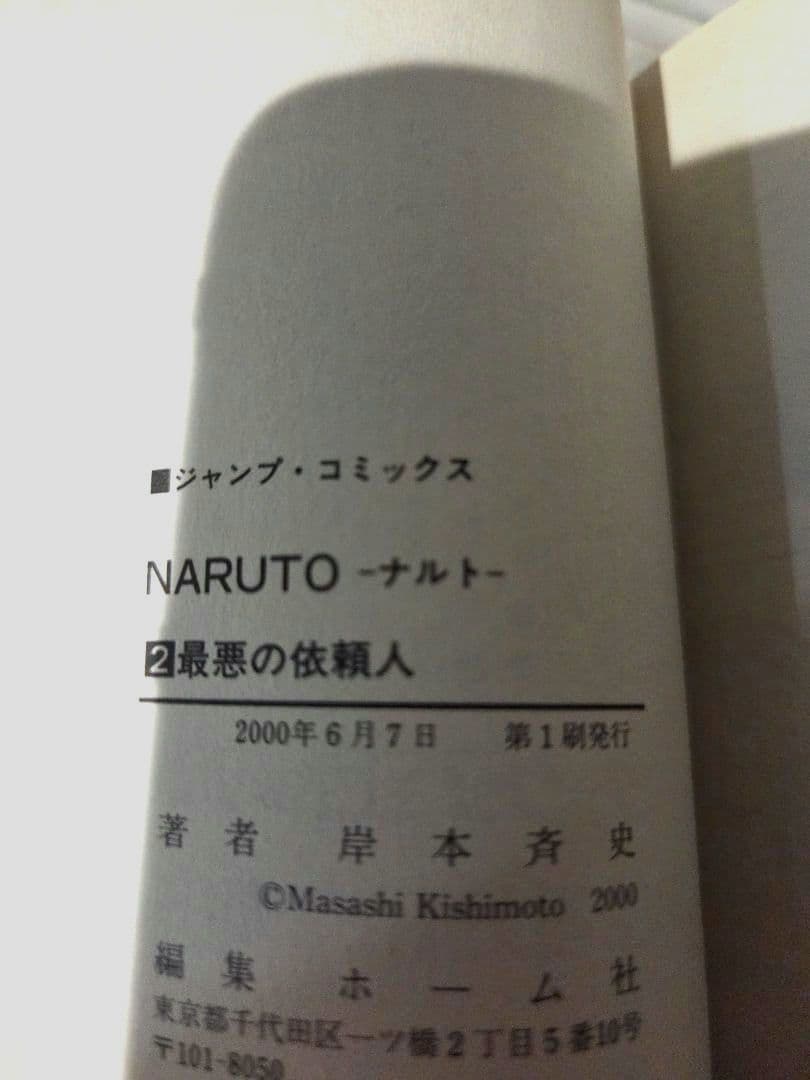 ■ジャンプ・コミックス
NARUTO -ナルト-
2最悪の依頼人
2000年6月7日 第1刷発行
著者 岸本斉史
©Masashi Kishimoto 2000
編集 ホーム社
東京都千代田区一ツ橋2丁目5番10号
〒101-8050